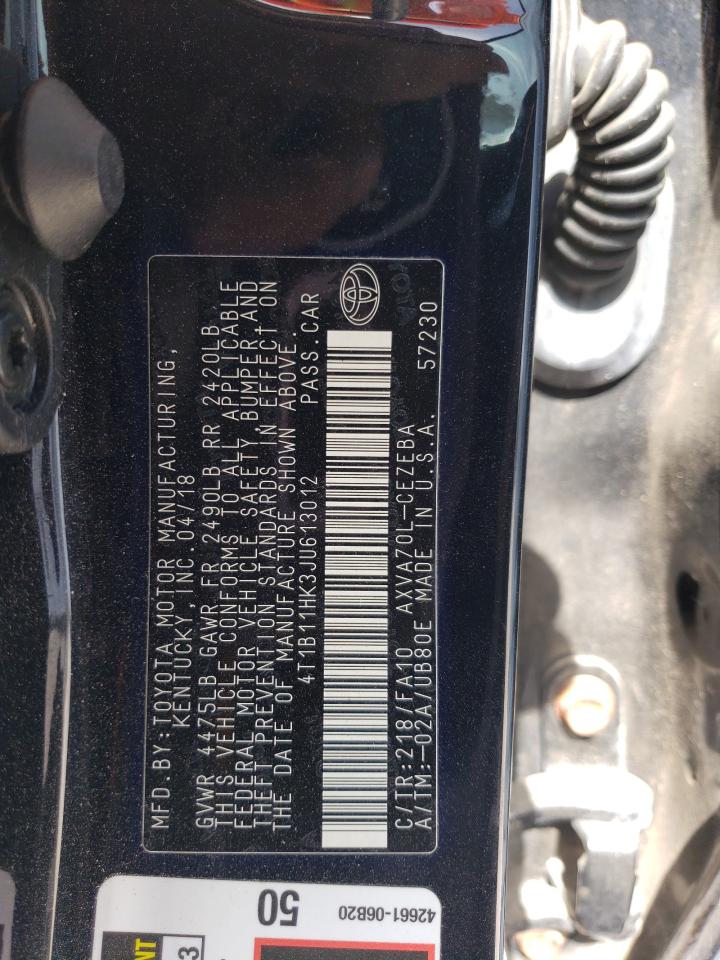 MFD.BY:TOYOTA MOTOR MANUFACTURING,
KENTUCKY, INC. 04/18
GVWR 4475LB GAWR FR 2490LB RR 2420LB
THIS VEHICLE CONFORMS TO ALL APPLICABLE
FEDERAL MOTOR VEHICLE SAFETY, BUMPER,AND
THEFT PREVENTION STANDARDS IN EFFECT ON
THE DATE OF MANUFACTURE SHOWN ABOVE.
4T1B11HK3JU613012 PASS.CAR
C/TR:218/FA10 AXVA70L-CEZEBA
A/TM:-02A/UB80E MADE IN U.S.A. 57230
50
42661-06B20
NT
3